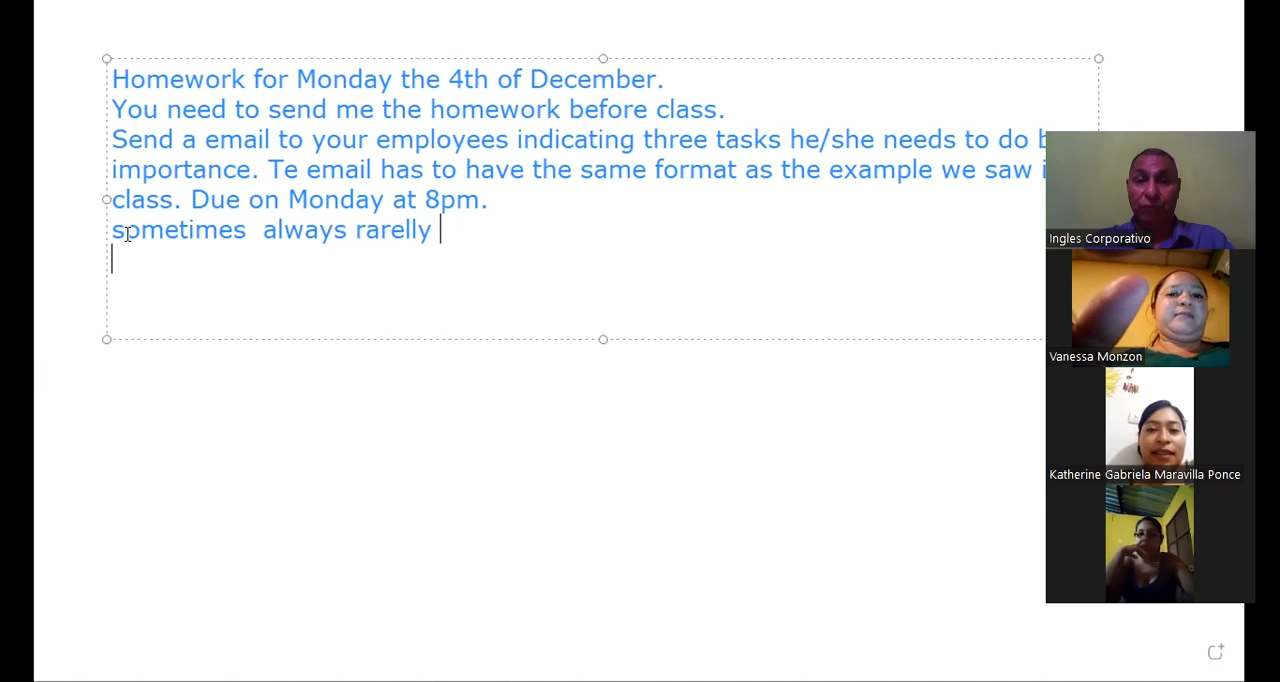 Homework for Monday the 4th of December.
You need to send me the homework before class.
Send a email to your employees indicating three tasks he/she needs to do
importance. Te email has to have the same format as the example we saw
class. Due on Monday at 8pm.
sometimes  always rarelly
Ingles Corporativo
Vanessa Monzon
Katherine Gabriela Maravilla Ponce